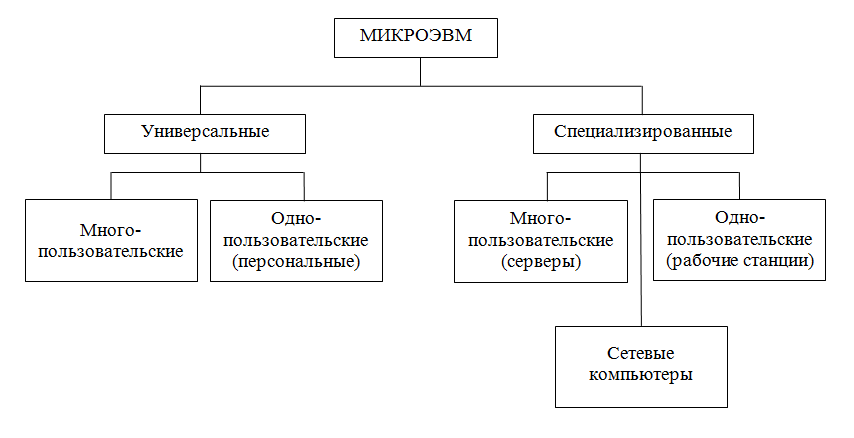 МИКРОЭВМ
Универсальные
Специализированные
Много-
пользовательские
Одно-
пользовательские
(персональные)
Много-
пользовательские
(серверы)
Одно-
пользовательские
(рабочие станции)
Сетевые
компьютеры